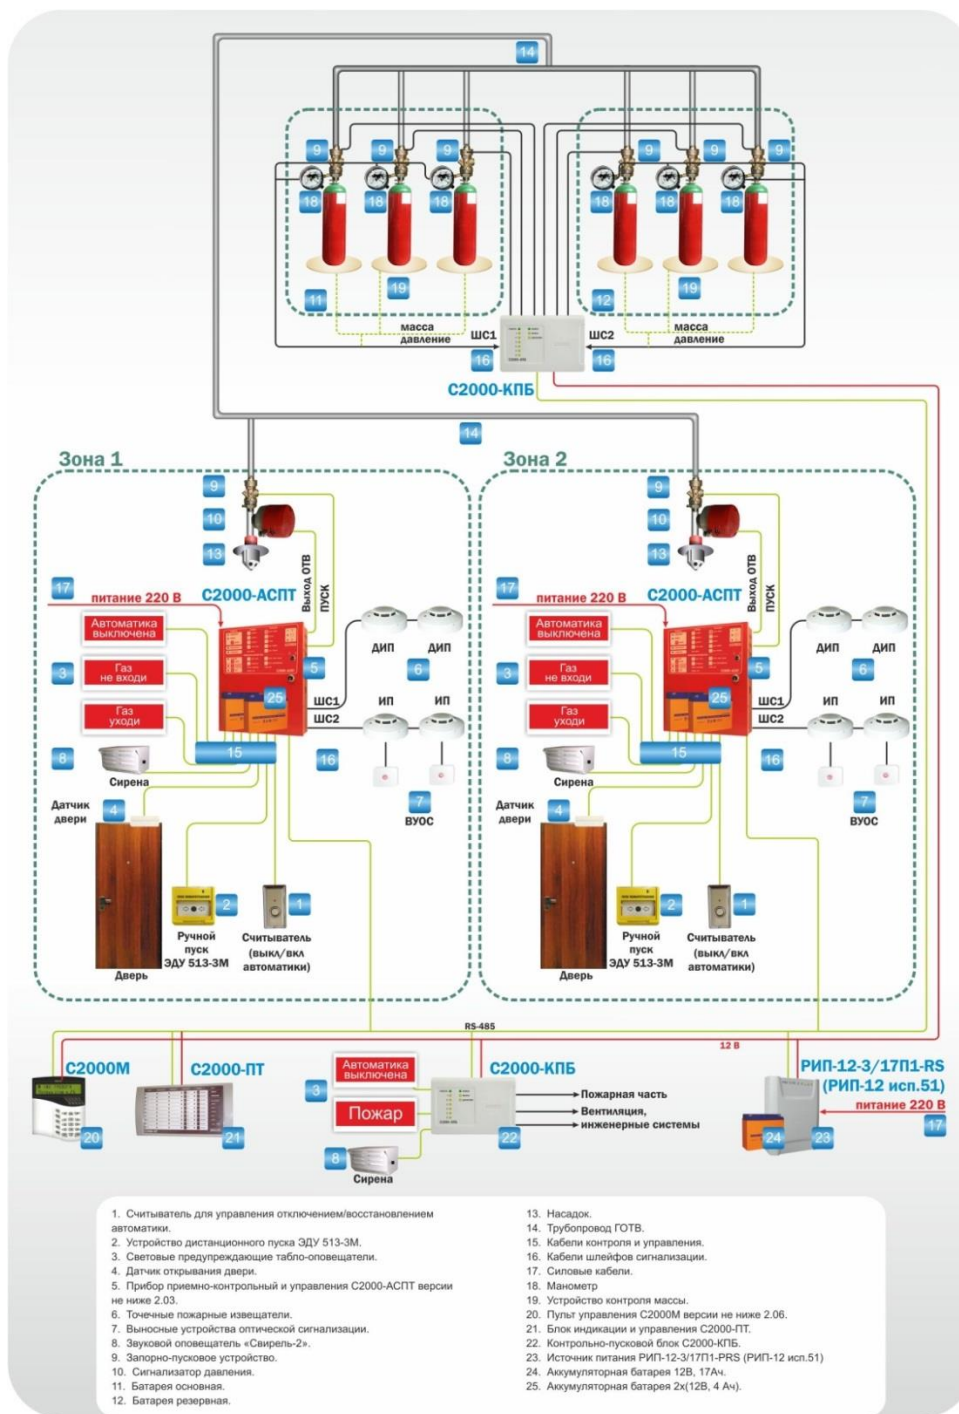 14
9
9
9
9
9
9
18
18
18
18
18
18
11
19
12
19
масса
давление
ШС1
ШС2
масса
давление
16
16
С2000-КПБ
14
Зона 1
Зона 2
9
10
13
Выход ОТВ
ПУСК
17
питание 220 В
С2000-АСПТ
Автоматика
выключена
3
Газ
не входи
Газ
уходи
5
25
ДИП
ДИП
6
ШС1
ШС2
ИП
ИП
15
16
8
Сирена
7
ВУОС
Датчик
двери
4
2
1
Ручной
пуск
ЭДУ 513-3М
Считыватель
(выкл/вкл
автоматики)
Дверь
9
10
13
Выход ОТВ
ПУСК
17
питание 220 В
С2000-АСПТ
Автоматика
выключена
3
Газ
не входи
Газ
уходи
5
25
ДИП
ДИП
6
ШС1
ШС2
ИП
ИП
15
16
8
Сирена
7
ВУОС
Датчик
двери
4
2
1
Ручной
пуск
ЭДУ 513-3М
Считыватель
(выкл/вкл
автоматики)
Дверь
RS-485
12 В
С2000М
20
С2000-ПТ
21
3
Автоматика
выключена
Пожар
8
Сирена
С2000-КПБ
22
Пожарная часть
Вентиляция,
инженерные системы
РИП-12-3/17П1-RS
(РИП-12 исп.51)
питание 220 В
24
23
17
1. Считыватель для управления отключением/восстановлением
автоматики.
2. Устройство дистанционного пуска ЭДУ 513-3М.
3. Световые предупреждающие табло-оповещатели.
4. Датчик открывания двери.
5. Прибор приемно-контрольный и управления С2000-АСПТ версии
не ниже 2.03.
6. Точечные пожарные извещатели.
7. Выносные устройства оптической сигнализации.
8. Звуковой оповещатель «Свирель-2».
9. Запорно-пусковое устройство.
10. Сигнализатор давления.
11. Батарея основная.
12. Батарея резервная.
13. Насадок.
14. Трубопровод ГОТВ.
15. Кабели контроля и управления.
16. Кабели шлейфов сигнализации.
17. Силовые кабели.
18. Манометр
19. Устройство контроля массы.
20. Пульт управления С2000М версии не ниже 2.06.
21. Блок индикации и управления С2000-ПТ.
22. Контрольно-пусковой блок С2000-КПБ.
23. Источник питания РИП-12-3/17П1-PRS (РИП-12 исп.51)
24. Аккумуляторная батарея 12В, 17Ач.
25. Аккумуляторная батарея 2х(12В, 4 Ач).